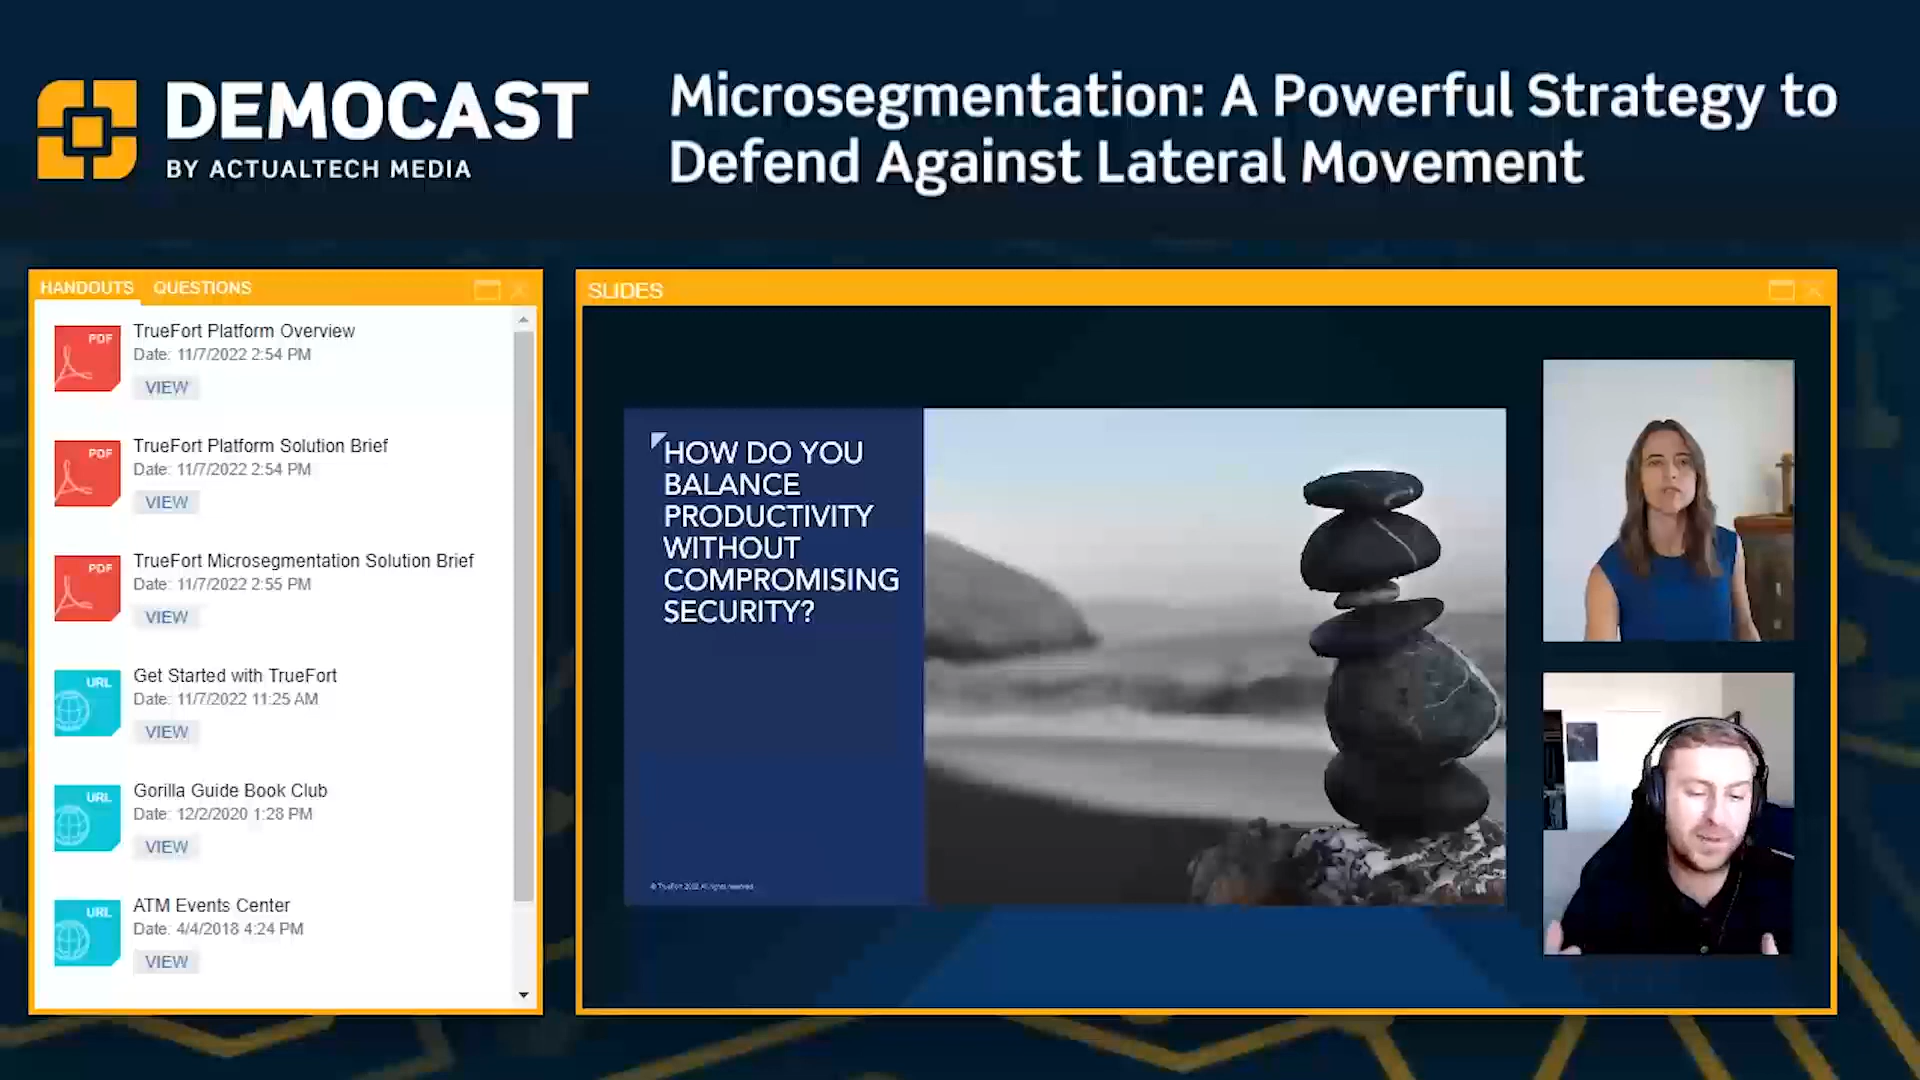 DEMOCAST
BY ACTUALTECH MEDIA
Microsegmentation: A Powerful Strategy to
Defend Against Lateral Movement
HANDOUTS QUESTIONS
PDF
TrueFort Platform Overview
Date: 11/7/2022 2:54 PM
VIEW
PDF
TrueFort Platform Solution Brief
Date: 11/7/2022 2:54 PM
VIEW
PDF
TrueFort Microsegmentation Solution Brief
Date: 11/7/2022 2:55 PM
VIEW
URL
Get Started with TrueFort
Date: 11/7/2022 11:25 AM
VIEW
URL
Gorilla Guide Book Club
Date: 12/2/2020 1:28 PM
VIEW
URL
ATM Events Center
Date: 4/4/2018 4:24 PM
VIEW
SLIDES
HOW DO YOU
BALANCE
PRODUCTIVITY
WITHOUT
COMPROMISING
SECURITY?
© TrueFort 2022 All rights reserved